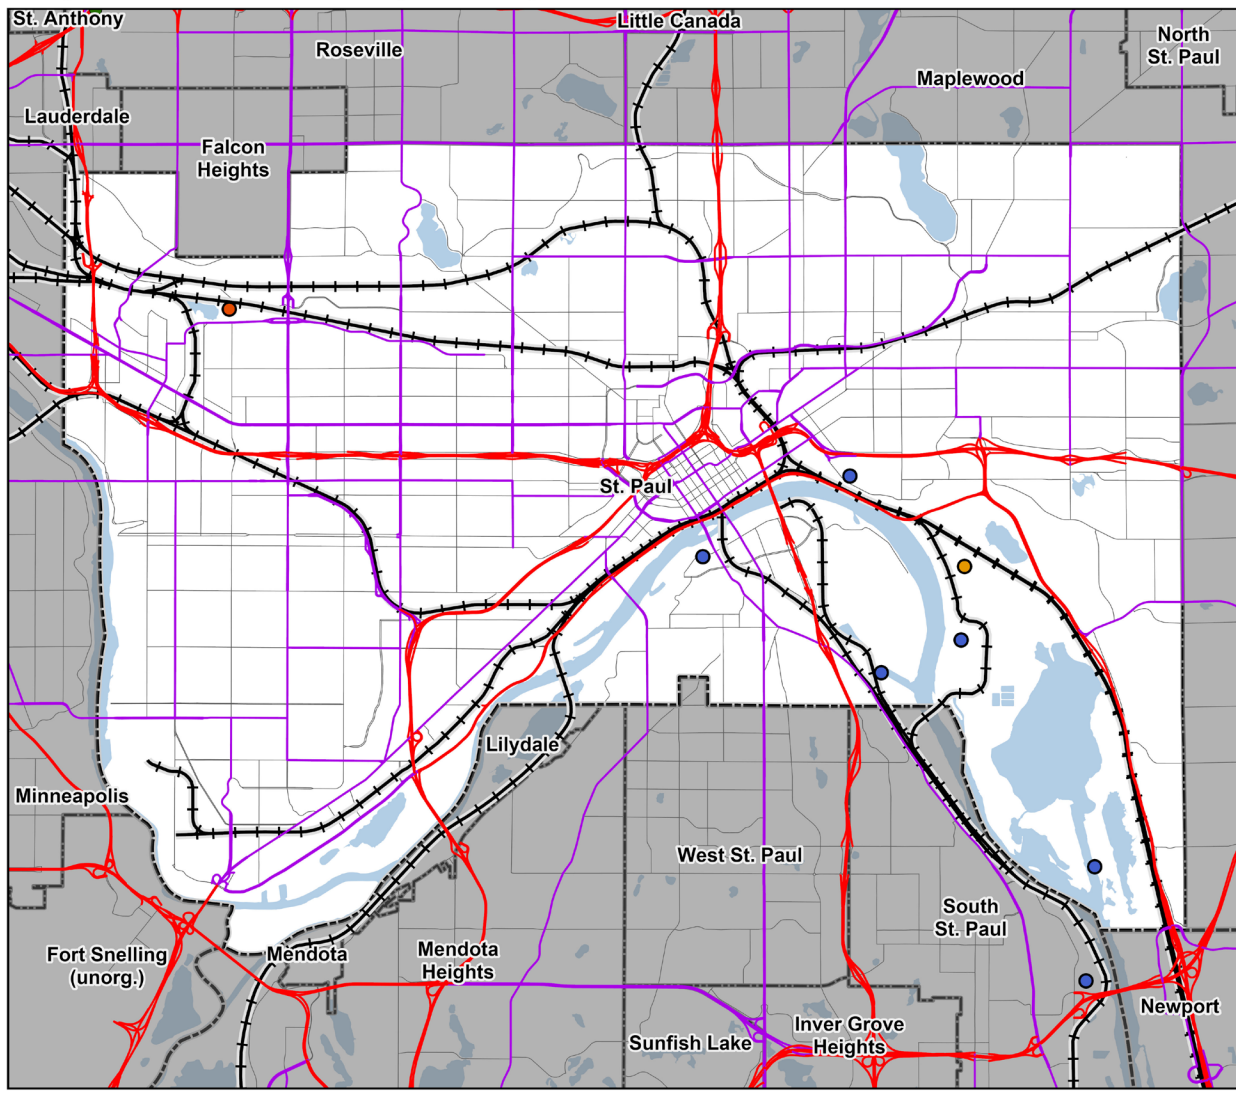 St. Anthony
Little Canada
Roseville
North
St. Paul
Maplewood
Lauderdale
Falcon
Heights
St. Paul
Lilydale
Minneapolis
West St. Paul
South
St. Paul
Fort Snelling
(unorg.)
Mendota
Mendota
Heights
Newport
Inver Grove
Heights
Sunfish Lake